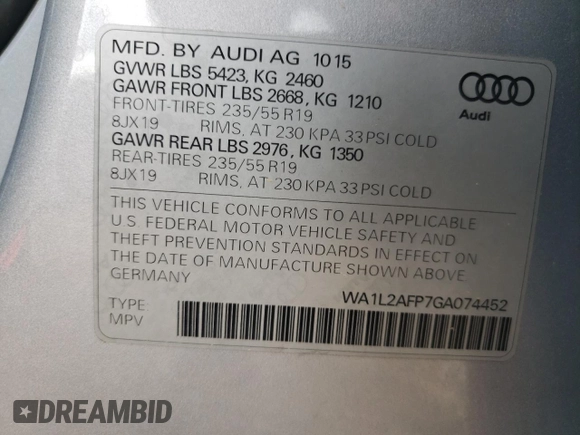 MFD. BY AUDI AG 10 15
GVWR LBS 5423, KG 2460
GAWR FRONT LBS 2668, KG 1210
FRONT-TIRES 235/55 R19
8JX19 RIMS, AT 230 KPA 33 PSI COLD
GAWR REAR LBS 2976, KG 1350
REAR-TIRES 235/55 R19
8JX19 RIMS, AT 230 KPA 33 PSI COLD
Audi
THIS VEHICLE CONFORMS TO ALL APPLICABLE
U.S. FEDERAL MOTOR VEHICLE SAFETY AND
THEFT PREVENTION STANDARDS IN EFFECT ON
THE DATE OF MANUFACTURE SHOWN ABOVE
GERMANY
WA1L2AFP7GA074452
TYPE
MPV
DREAMBID